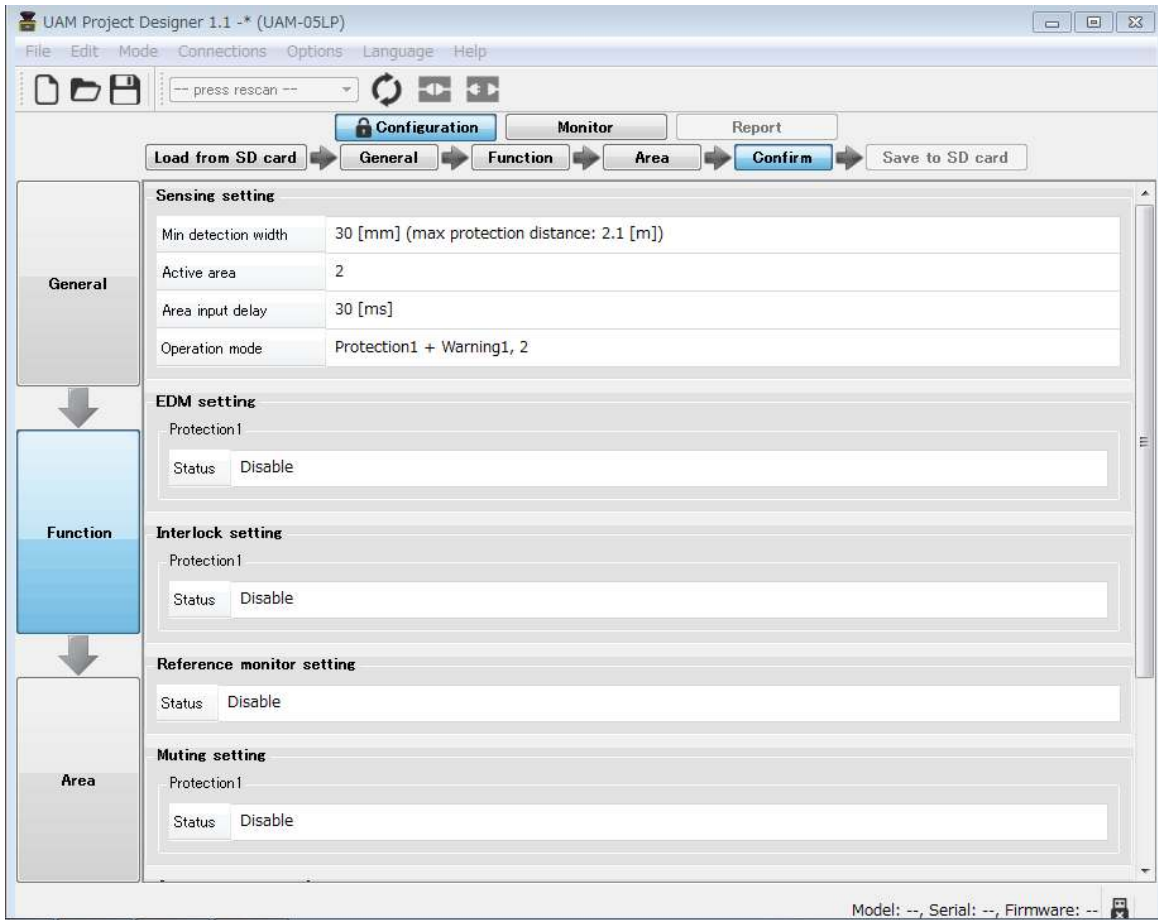 UAM Project Designer 1.1 -* (UAM-05LP)
File Edit Mode Connections Options Language Help
-- press rescan --
Configuration Monitor Report
Load from SD card General Function Area Confirm Save to SD card
General
Function
Area
Sensing setting
Min detection width 30 [mm] (max protection distance: 2.1 [m])
Active area 2
Area input delay 30 [ms]
Operation mode Protection1 + Warning1, 2
EDM setting
Protection1
Status Disable
Interlock setting
Protection1
Status Disable
Reference monitor setting
Status Disable
Muting setting
Protection1
Status Disable
Model: --, Serial: --, Firmware: --